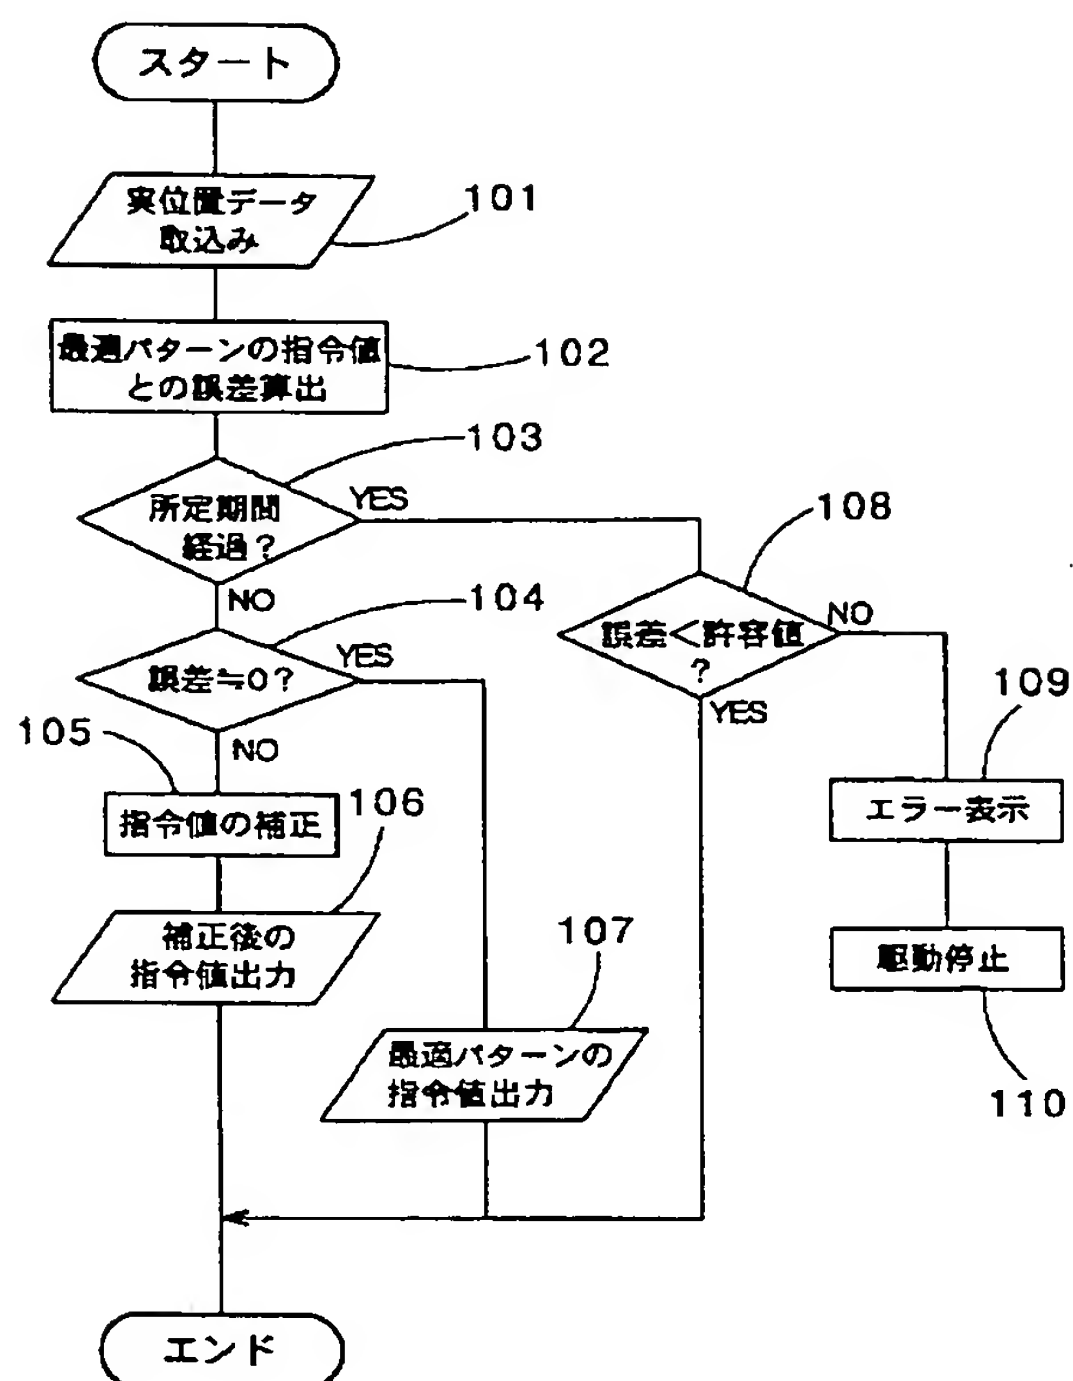 スタート
実位置データ
取込み
101
最適パターンの指令値
との誤差算出
102
103
所定期間
経過?
YES
NO
104
誤差≒0?
YES
NO
105
指令値の補正
106
補正後の
指令値出力
107
最適パターンの
指令値出力
108
誤差<許容値
?
NO
YES
109
エラー表示
駆動停止
110
エンド